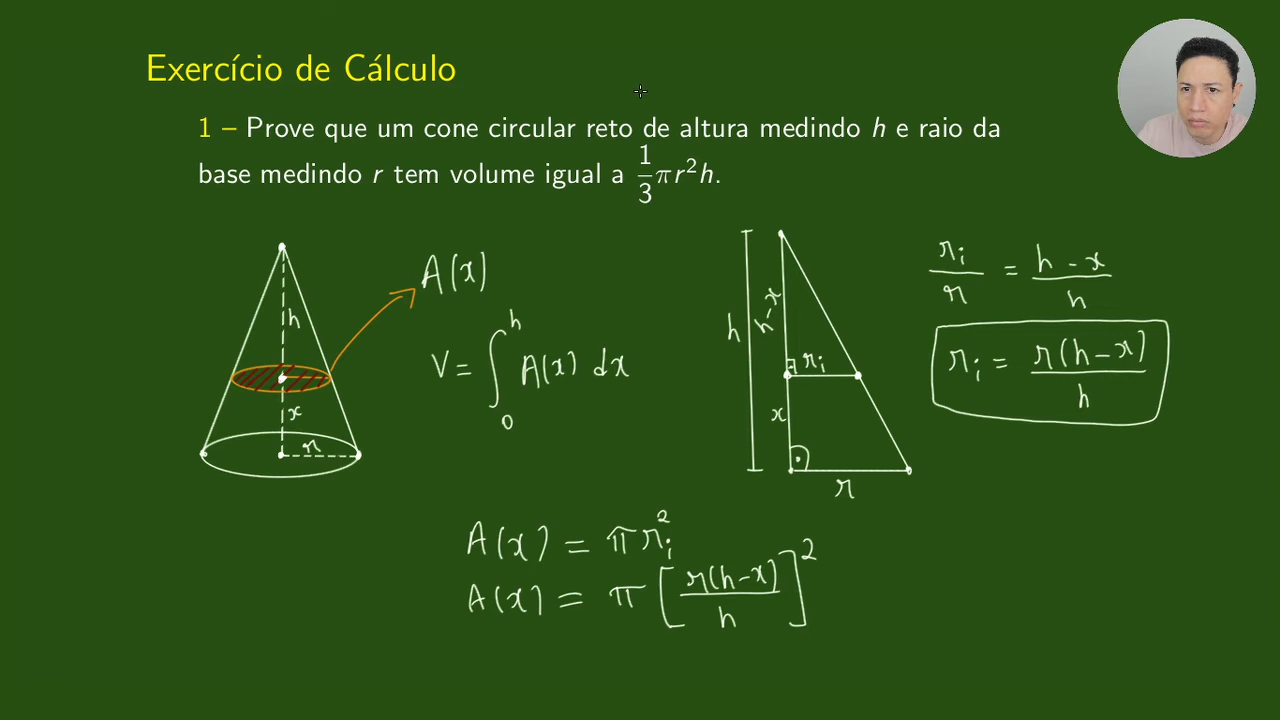 Exercício de Cálculo
1 – Prove que um cone circular reto de altura medindo h e raio da
base medindo r tem volume igual a 1/3 πr²h.
h
x
r
A(x)
V = ∫₀ʰ A(x) dx
h
h-x
rᵢ
x
r
rᵢ/r = (h-x)/h
rᵢ = r(h-x)/h
A(x) = πrᵢ²
A(x) = π[r(h-x)/h]²